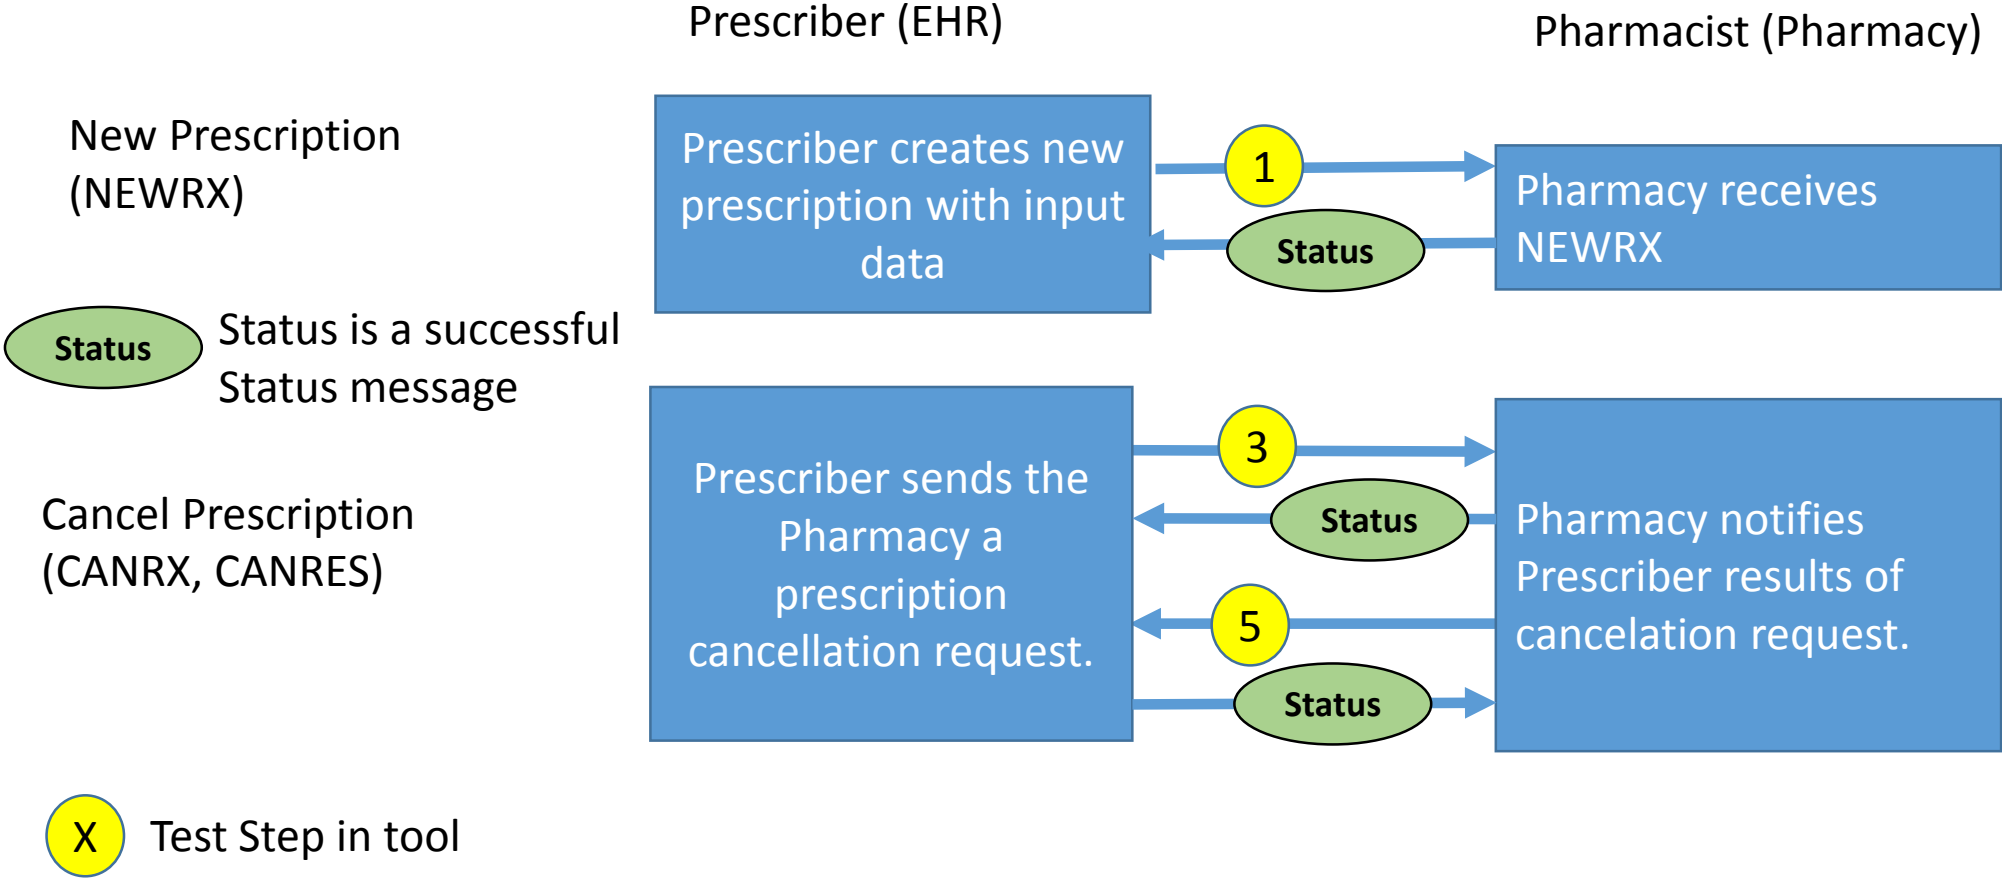 Prescriber (EHR)
Pharmacist (Pharmacy)
New Prescription
(NEWRX)
Prescriber creates new
prescription with input
data
1
Status
Pharmacy receives
NEWRX
Status
Status is a successful
Status message
Cancel Prescription
(CANRX, CANRES)
Prescriber sends the
Pharmacy a
prescription
cancellation request.
3
Status
5
Status
Pharmacy notifies
Prescriber results of
cancelation request.
X
Test Step in tool